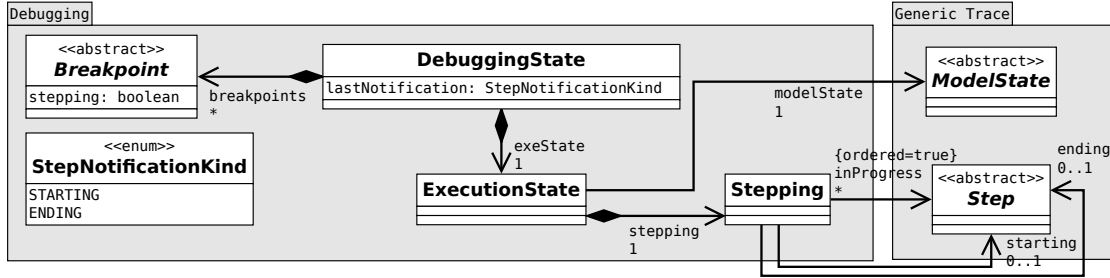 Debugging
Generic Trace
<<abstract>>
Breakpoint
stepping: boolean
DebuggingState
lastNotification: StepNotificationKind
breakpoints
*
<<abstract>>
ModelState
modelState
1
<<enum>>
StepNotificationKind
STARTING
ENDING
exeState
1
ExecutionState
stepping
1
Stepping
{ordered=true}
inProgress
*
ending
0..1
<<abstract>>
Step
starting
0..1